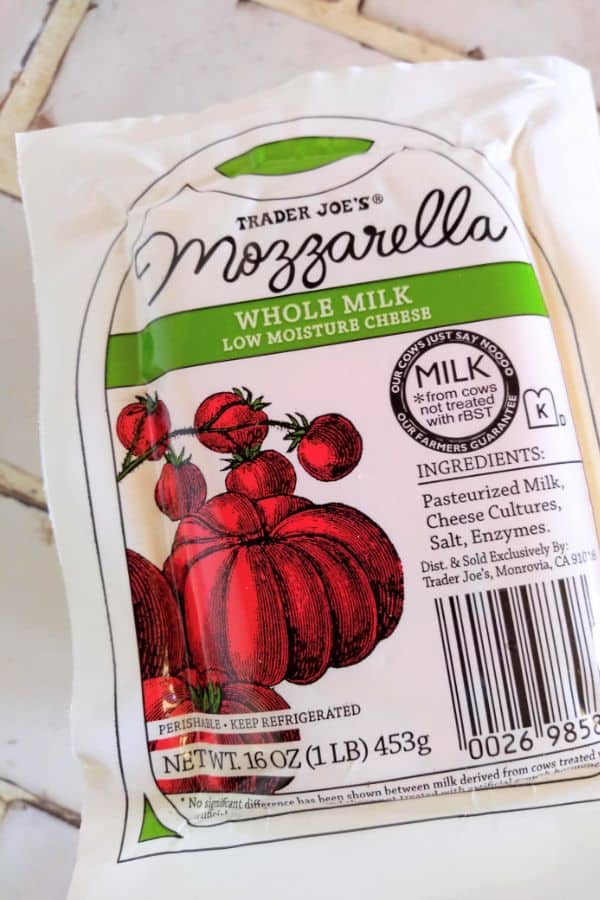 TRADER JOE'S®
Mozzarella
WHOLE MILK
LOW MOISTURE CHEESE
OUR COWS JUST SAY NOOOO
MILK
*from cows
not treated
with rBST
OUR FARMERS GUARANTEE
K
D
INGREDIENTS:
Pasteurized Milk,
Cheese Cultures,
Salt, Enzymes.
Dist. & Sold Exclusively By:
Trader Joe's, Monrovia, CA 91016
PERISHABLE • KEEP REFRIGERATED
NET WT. 16 OZ (1 LB) 453g
0026 9858
* No significant difference has been shown between milk derived from cows treated